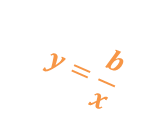 y = b/x